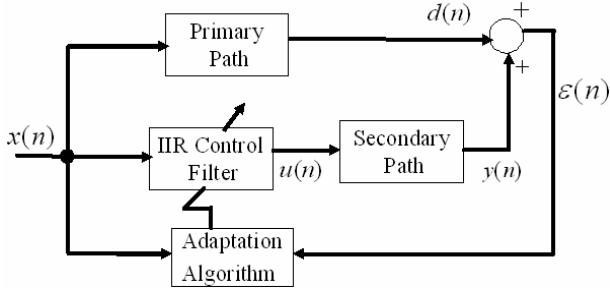 d(n)
+
Primary
Path
+
ε(n)
x(n)
IIR Control
Filter
u(n)
Secondary
Path
y(n)
Adaptation
Algorithm